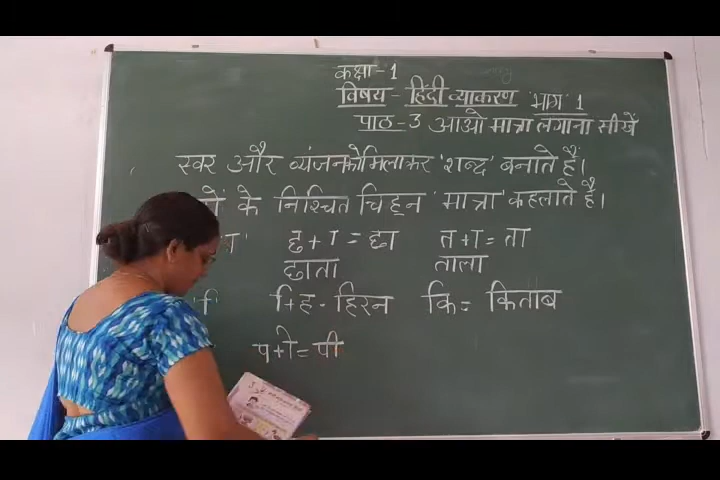 कक्षा-1
विषय - हिंदी व्याकरण भाग 1
पाठ-3 आओ मात्रा लगाना सीखें
स्वर और व्यंजन को मिलाकर 'शब्द' बनाते हैं।
के निश्चित चिह्न 'मात्रा' कहलाते हैं।
छ+ा = छा त+ा = ता
छाता ताला
'ि' ि+ह - हिरन कि = किताब
प+ी = पी